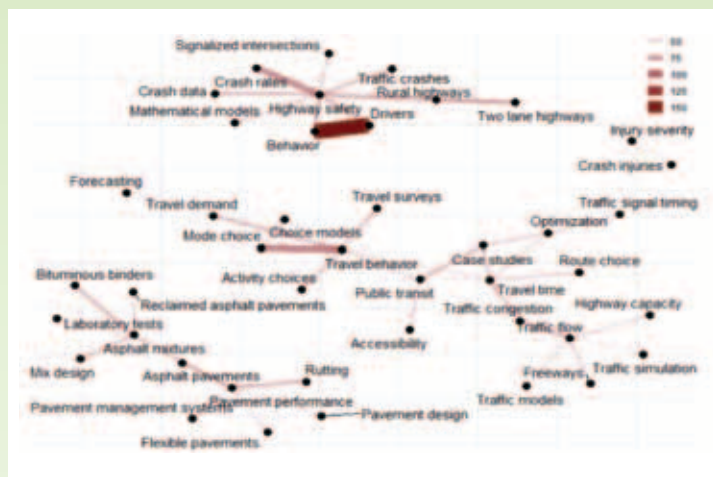 Signalized intersections
50
75
100
125
150
Crash rates
Traffic crashes
Crash data
Rural highways
Highway safety
Mathematical models
Drivers
Two lane highways
Behavior
Injury severity
Crash injuries
Forecasting
Travel surveys
Travel demand
Traffic signal timing
Choice models
Optimization
Mode choice
Travel behavior
Case studies
Route choice
Bituminous binders
Activity choices
Public transit
Travel time
Reclaimed asphalt pavements
Traffic congestion
Highway capacity
Laboratory tests
Traffic flow
Accessibility
Asphalt mixtures
Mix design
Rutting
Traffic simulation
Asphalt pavements
Freeways
Pavement performance
Traffic models
Pavement management systems
Pavement design
Flexible pavements